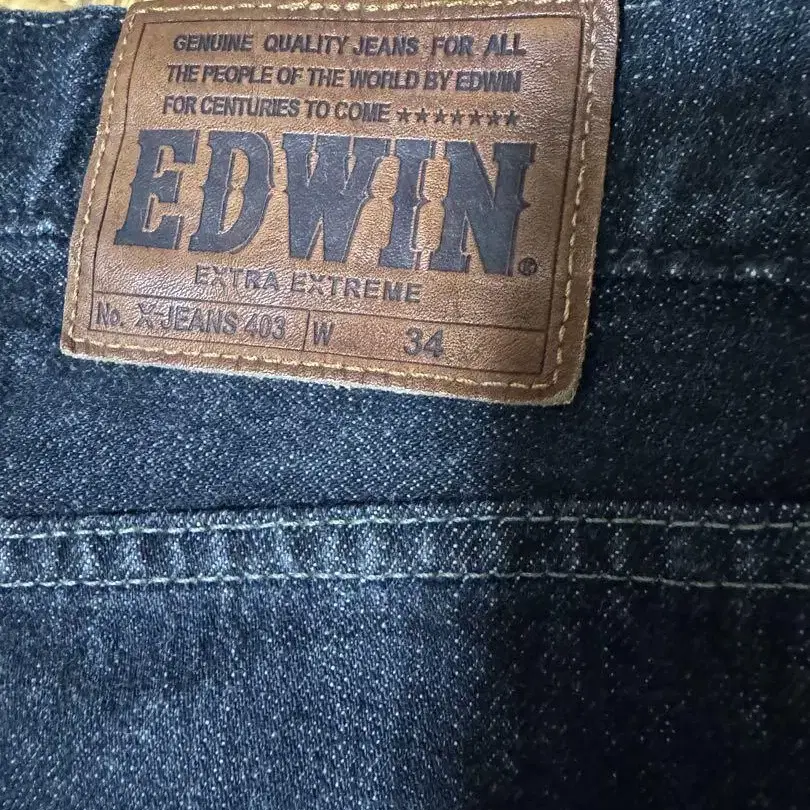 GENUINE QUALITY JEANS FOR ALL
THE PEOPLE OF THE WORLD BY EDWIN
FOR CENTURIES TO COME ★★★★★★★
EDWIN®
EXTRA EXTREME
No. X-JEANS 403 W 34